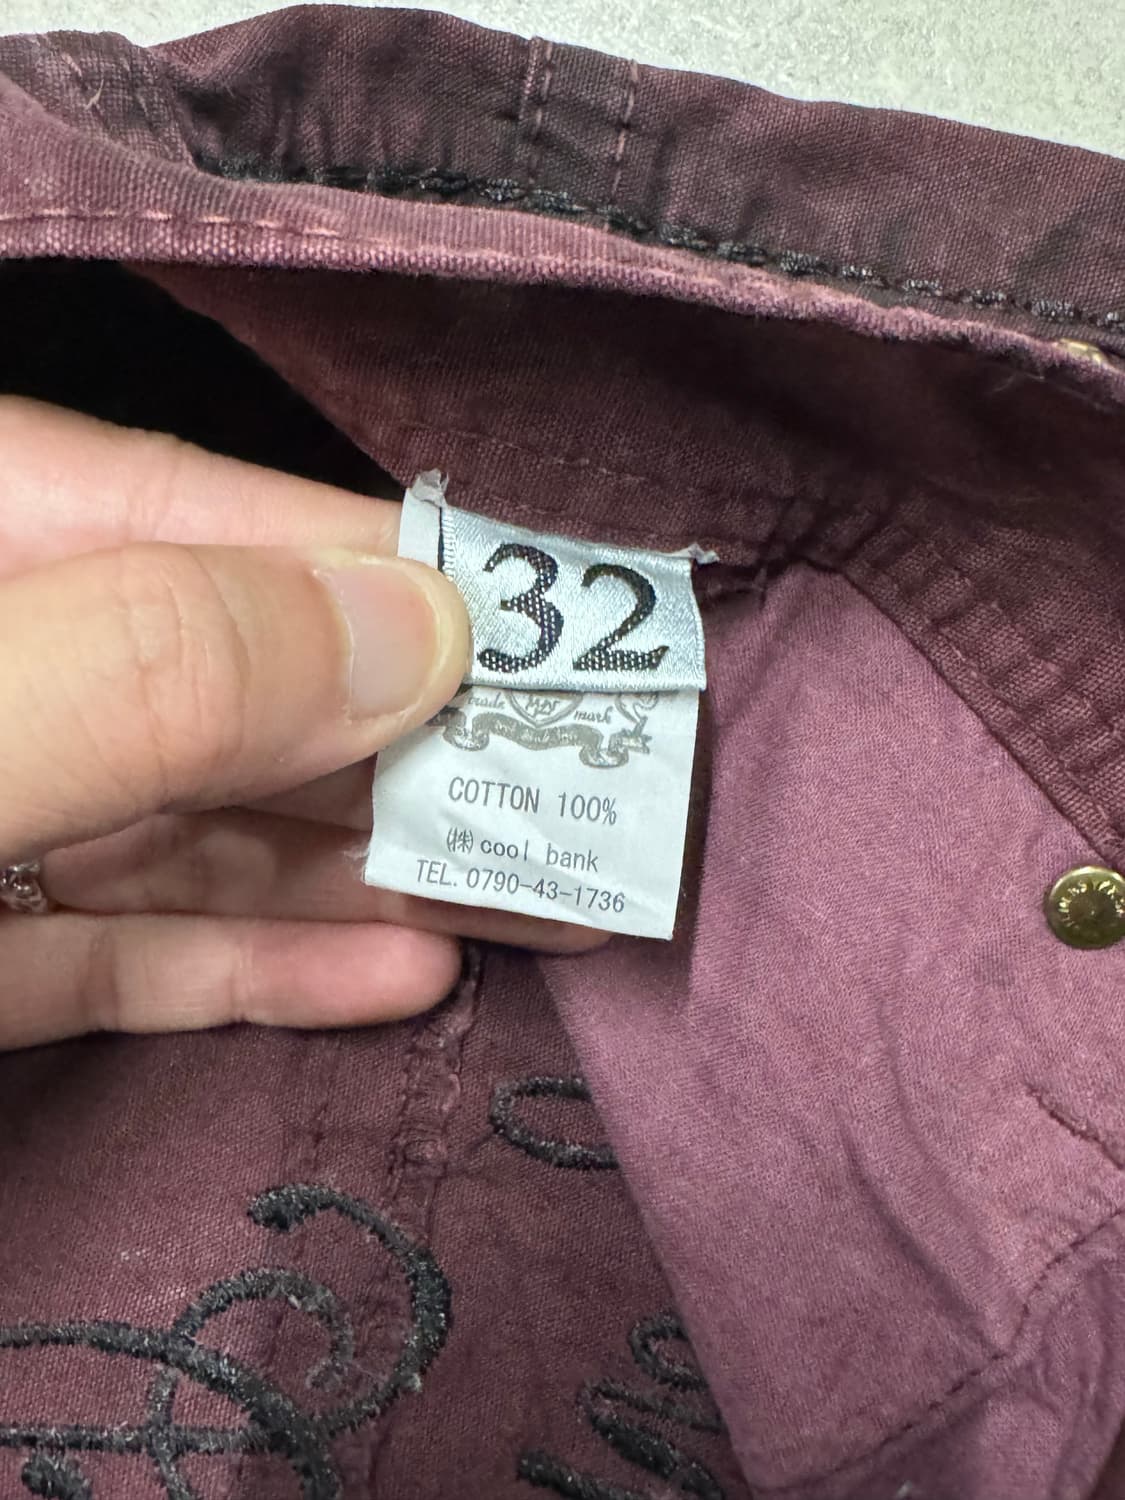 32
trade mark
COTTON 100%
㈱cool bank
TEL. 0790-43-1736